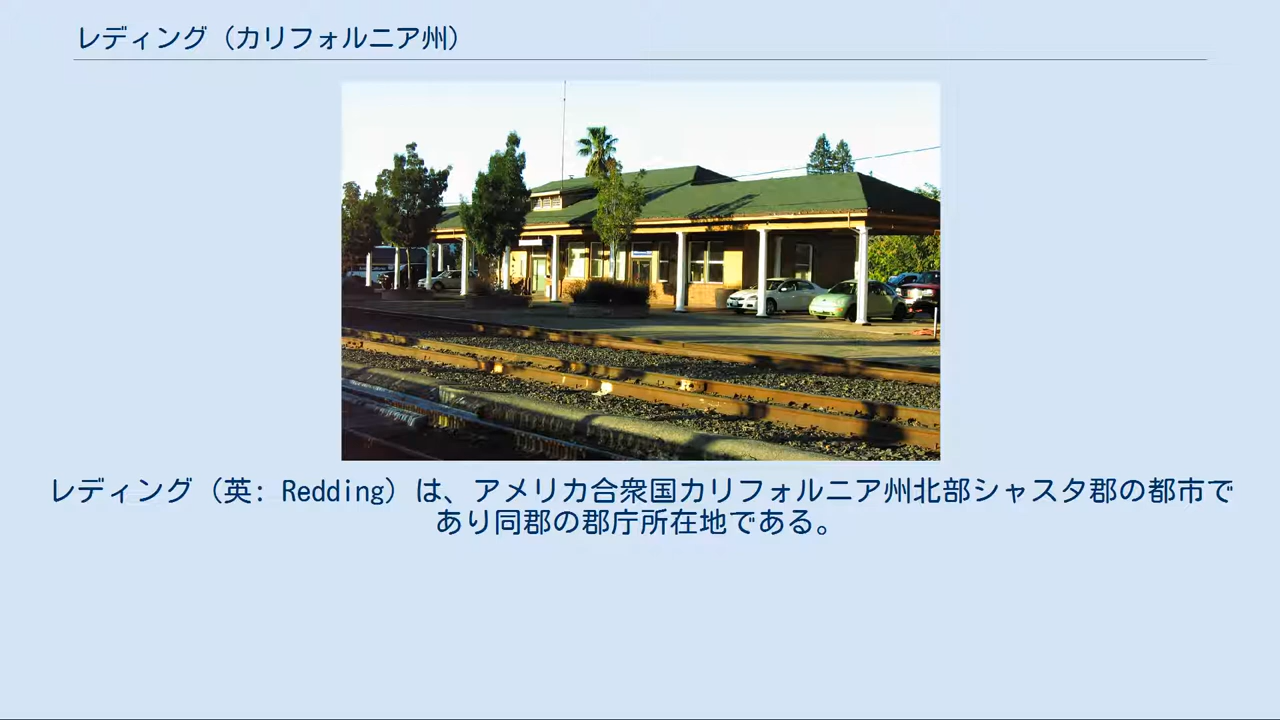 レディング（カリフォルニア州）
レディング（英: Redding）は、アメリカ合衆国カリフォルニア州北部シャスタ郡の都市で
あり同郡の郡庁所在地である。